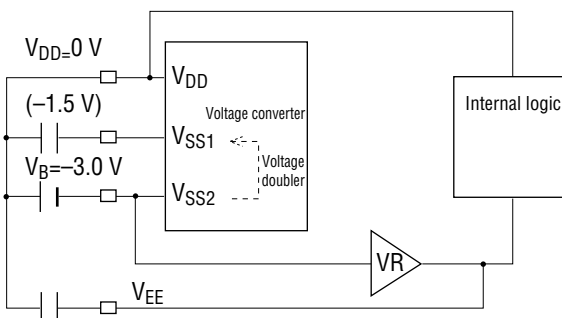 VDD=0 V
VDD
(–1.5 V)
Voltage converter
Internal logic
VSS1
VB=–3.0 V
Voltage
doubler
VSS2
VR
VEE